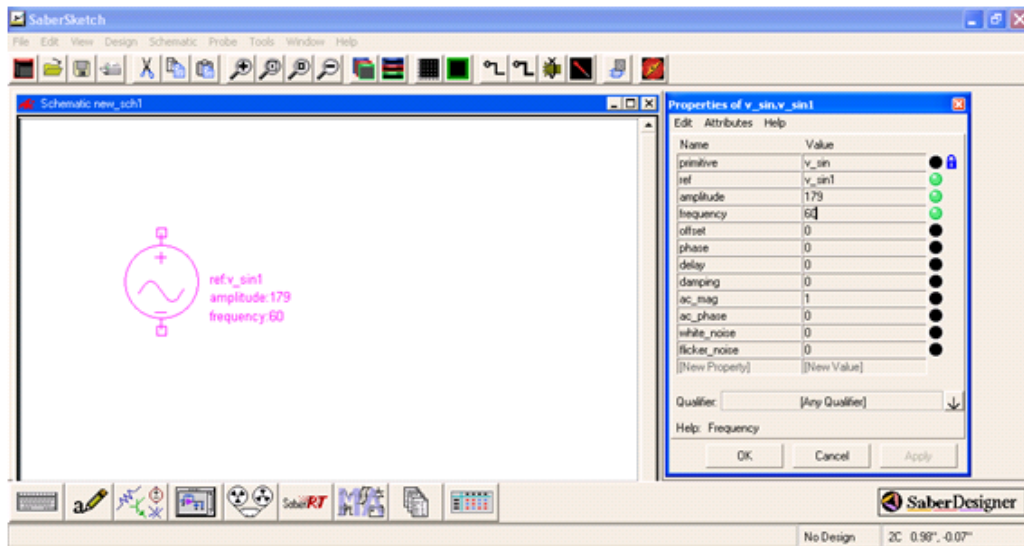 SaberSketch
File Edit View Design Schematic Probe Tools Window Help
Schematic new_sch1
ref:v_sin1
amplitude:179
frequency:60
Properties of v_sin.v_sin1
Edit Attributes Help
Name Value
primitive v_sin
ref v_sin1
amplitude 179
frequency 60
offset 0
phase 0
delay 0
damping 0
ac_mag 1
ac_phase 0
white_noise 0
flicker_noise 0
[New Property] [New Value]
Qualifier: [Any Qualifier]
Help: Frequency
OK Cancel Apply
a
SaberRT
SaberDesigner
No Design 2C 0.98", -0.07"